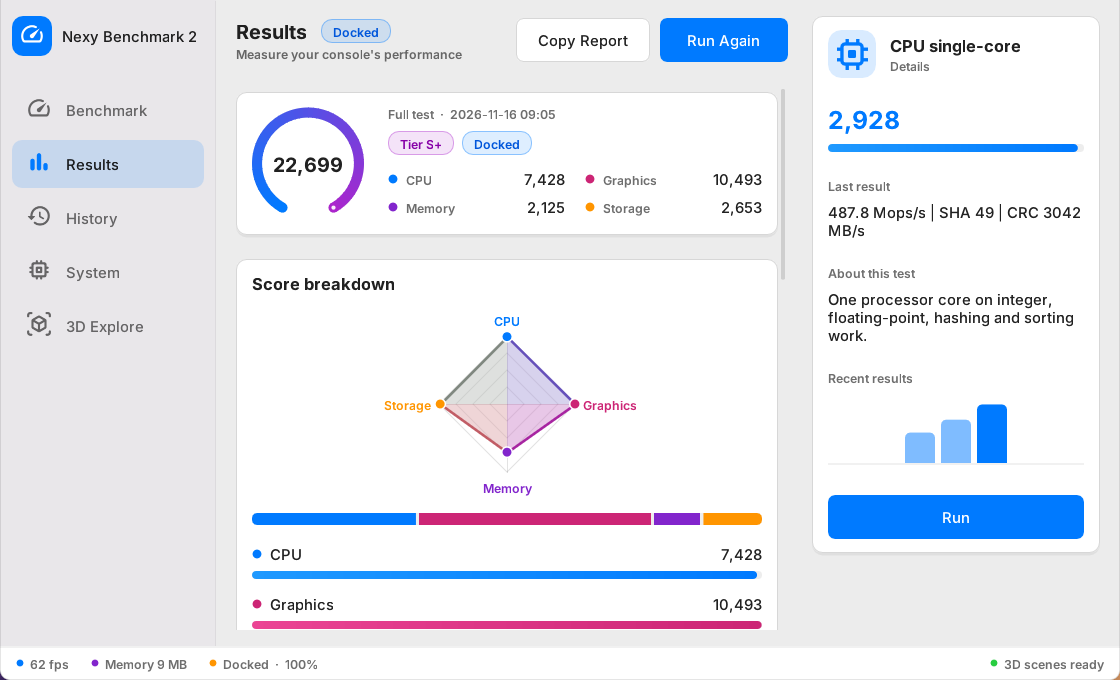 Nexy Benchmark 2
Benchmark
Results
History
System
3D Explore
Results
Docked
Measure your console's performance
Copy Report
Run Again
22,699
Full test · 2026-11-16 09:05
Tier S+
Docked
CPU 7,428
Graphics 10,493
Memory 2,125
Storage 2,653
Score breakdown
CPU
Storage
Graphics
Memory
CPU 7,428
Graphics 10,493
CPU single-core
Details
2,928
Last result
487.8 Mops/s | SHA 49 | CRC 3042
MB/s
About this test
One processor core on integer,
floating-point, hashing and sorting
work.
Recent results
Run
62 fps
Memory 9 MB
Docked · 100%
3D scenes ready